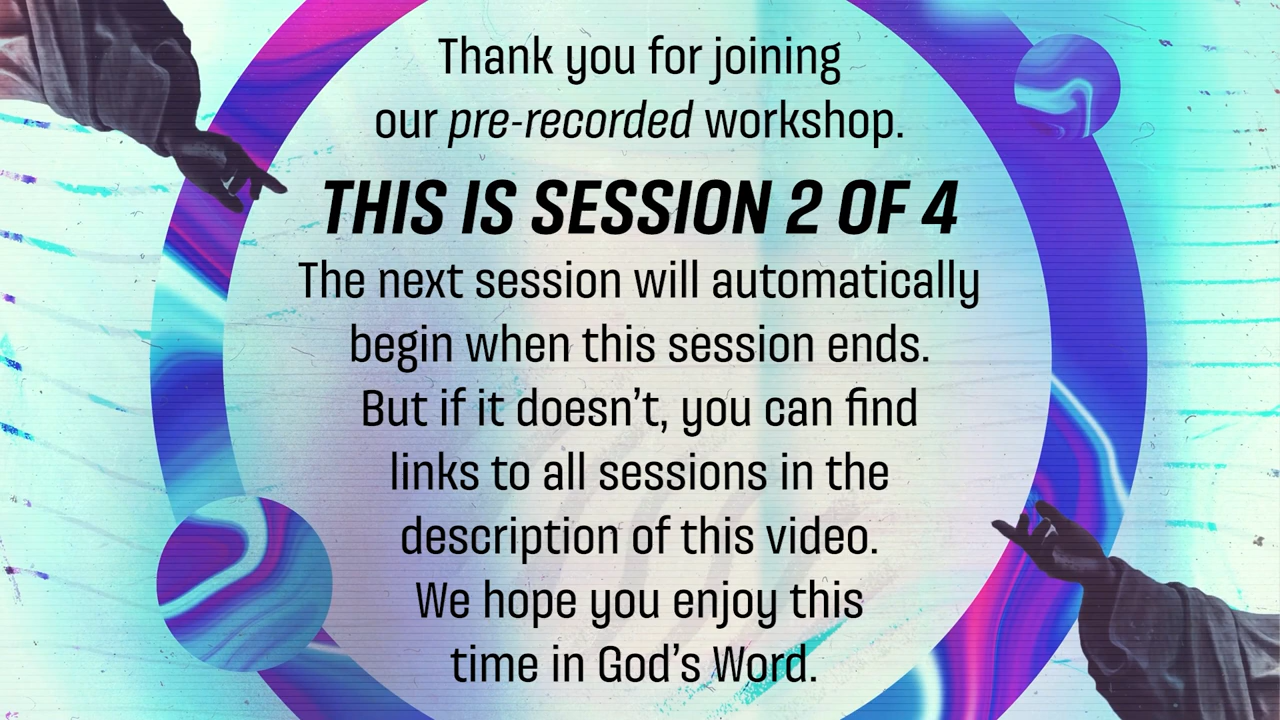 Thank you for joining
our pre-recorded workshop.
THIS IS SESSION 2 OF 4
The next session will automatically
begin when this session ends.
But if it doesn’t, you can find
links to all sessions in the
description of this video.
We hope you enjoy this
time in God’s Word.